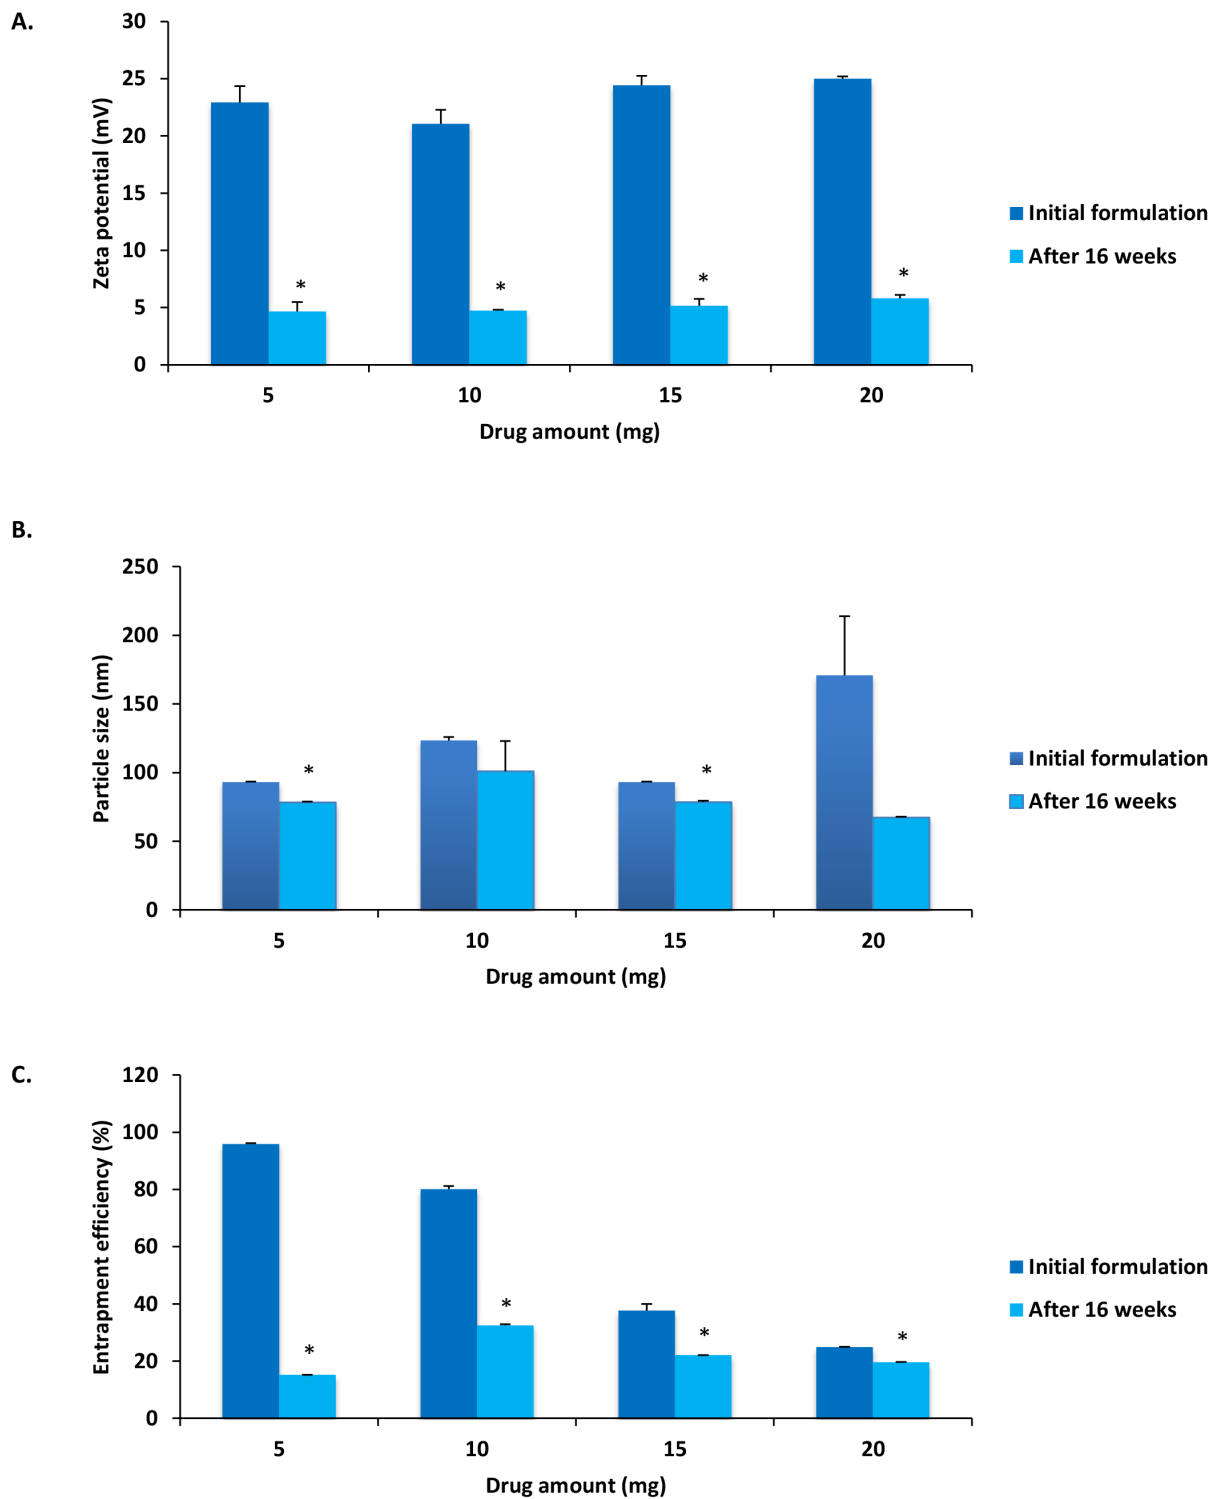 A.
Zeta potential (mV)
30
25
20
15
10
5
0
*
*
*
*
5 10 15 20
Drug amount (mg)
Initial formulation
After 16 weeks
B.
Particle size (nm)
250
200
150
100
50
0
*
*
5 10 15 20
Drug amount (mg)
Initial formulation
After 16 weeks
C.
Entrapment efficiency (%)
120
100
80
60
40
20
0
*
*
*
*
5 10 15 20
Drug amount (mg)
Initial formulation
After 16 weeks